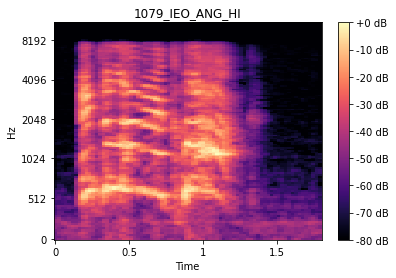 1079_IEO_ANG_HI
+0 dB
8192
-10 dB
4096
-20 dB
-30 dB
2048
-40 dB
Hz
1024
-50 dB
512
-60 dB
-70 dB
0
-80 dB
0 0.5 1 1.5
Time